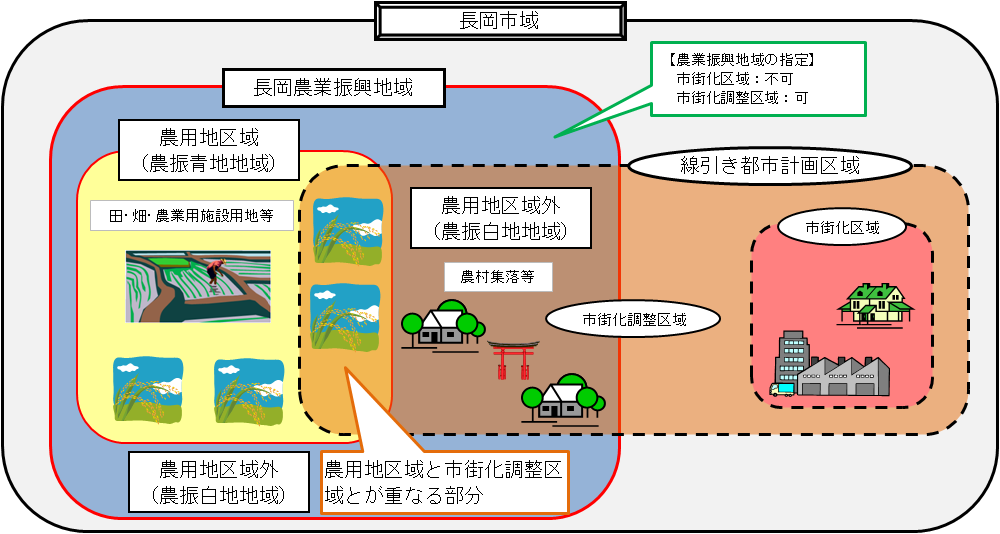 長岡市域
【農業振興地域の指定】
市街化区域：不可
市街化調整区域：可
長岡農業振興地域
農用地区域
（農振青地地域）
線引き都市計画区域
田・畑・農業用施設用地等
農用地区域外
（農振白地地域）
市街化区域
農村集落等
市街化調整区域
農用地区域外
（農振白地地域）
農用地区域と市街化調整区
域とが重なる部分